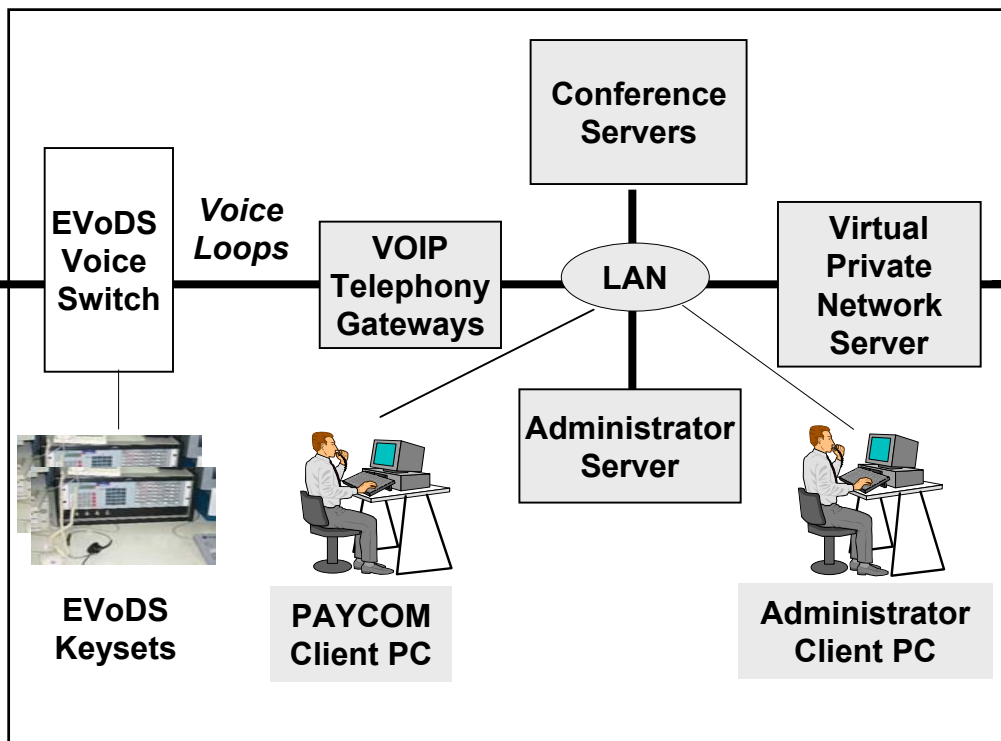 Conference
Servers
EVoDS
Voice
Switch
Voice
Loops
VOIP
Telephony
Gateways
LAN
Virtual
Private
Network
Server
Administrator
Server
EVoDS
Keysets
PAYCOM
Client PC
Administrator
Client PC